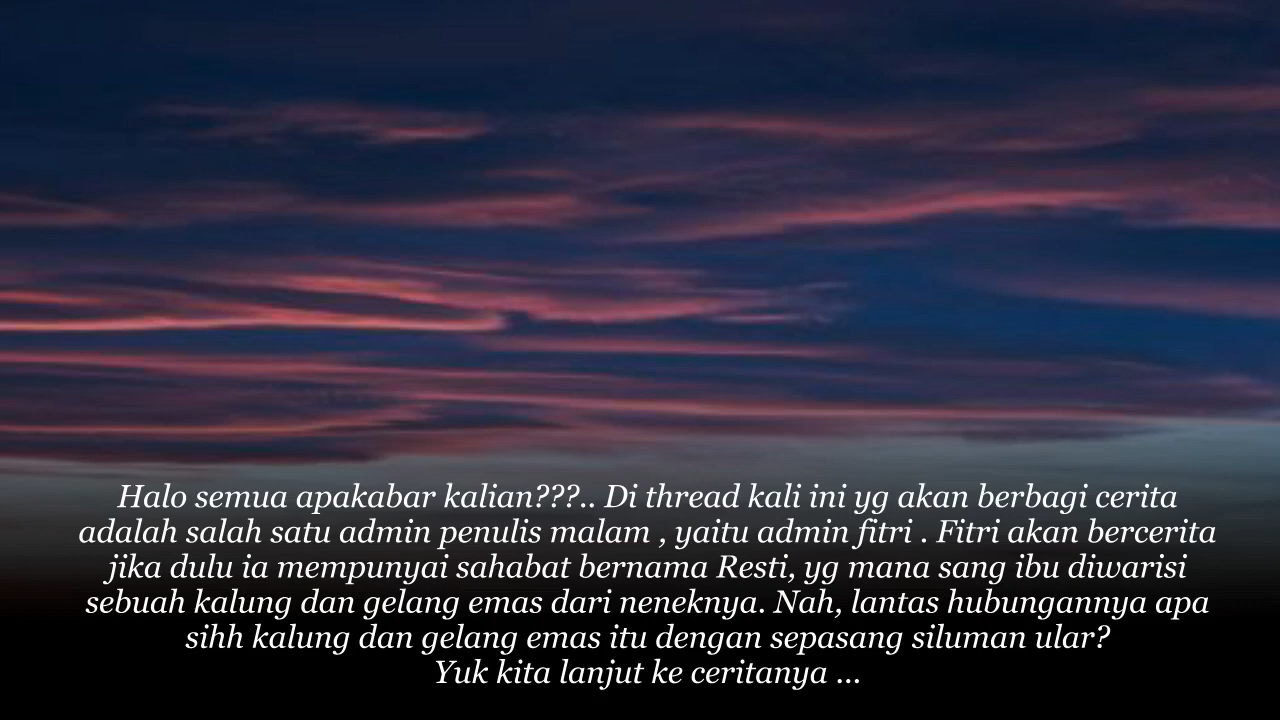 Halo semua apakabar kalian???.. Di thread kali ini yg akan berbagi cerita
adalah salah satu admin penulis malam , yaitu admin fitri . Fitri akan bercerita
jika dulu ia mempunyai sahabat bernama Resti, yg mana sang ibu diwarisi
sebuah kalung dan gelang emas dari neneknya. Nah, lantas hubungannya apa
sihh kalung dan gelang emas itu dengan sepasang siluman ular?
Yuk kita lanjut ke ceritanya ...